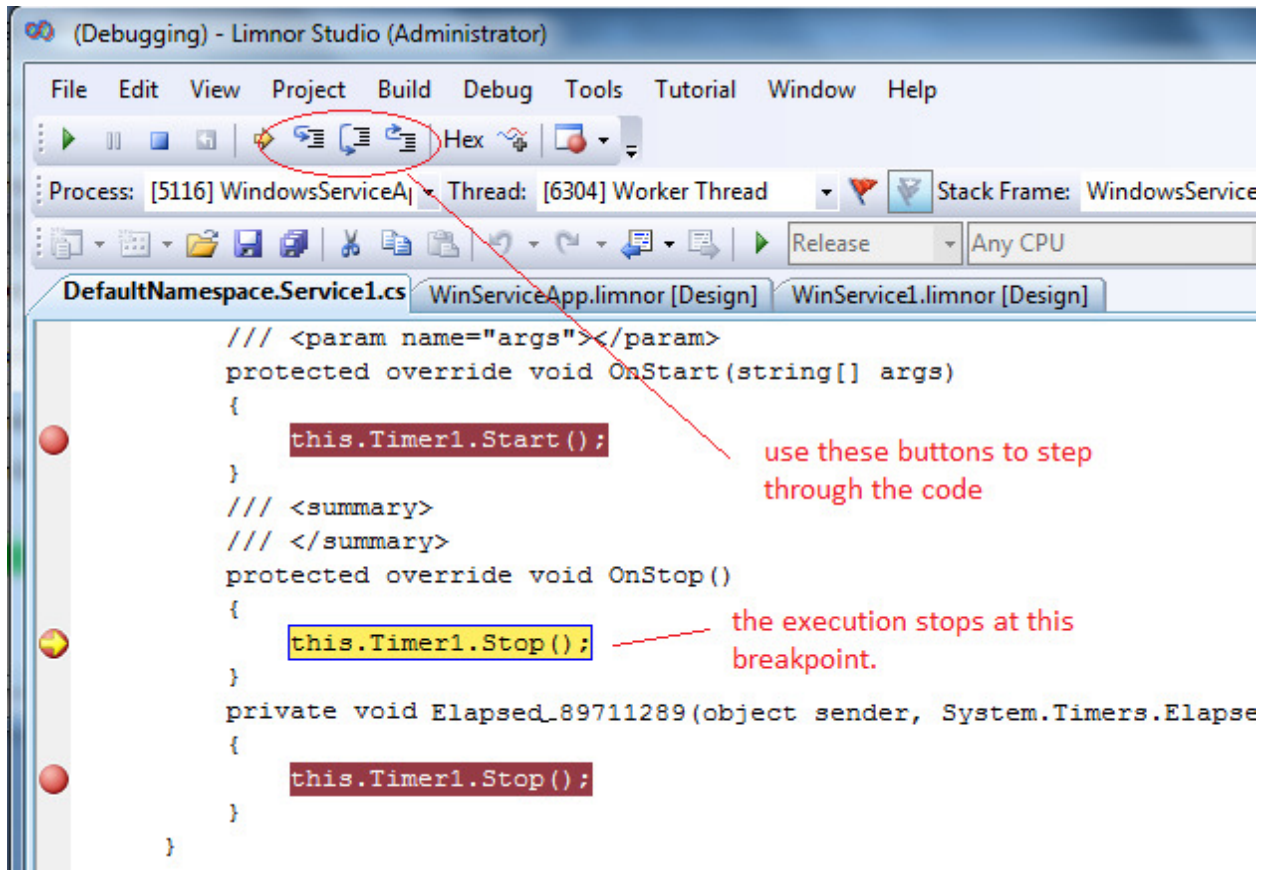 (Debugging) - Limnor Studio (Administrator)
File Edit View Project Build Debug Tools Tutorial Window Help
Hex
Process: [5116] WindowsServiceA Thread: [6304] Worker Thread Stack Frame: WindowsService
Release Any CPU
DefaultNamespace.Service1.cs WinServiceApp.limnor [Design] WinService1.limnor [Design]
/// <param name="args"></param>
protected override void OnStart(string[] args)
{
this.Timer1.Start();
use these buttons to step
through the code
}
/// <summary>
/// </summary>
protected override void OnStop()
{
this.Timer1.Stop();
the execution stops at this
breakpoint.
}
private void Elapsed_89711289(object sender, System.Timers.Elapse
{
this.Timer1.Stop();
}
}